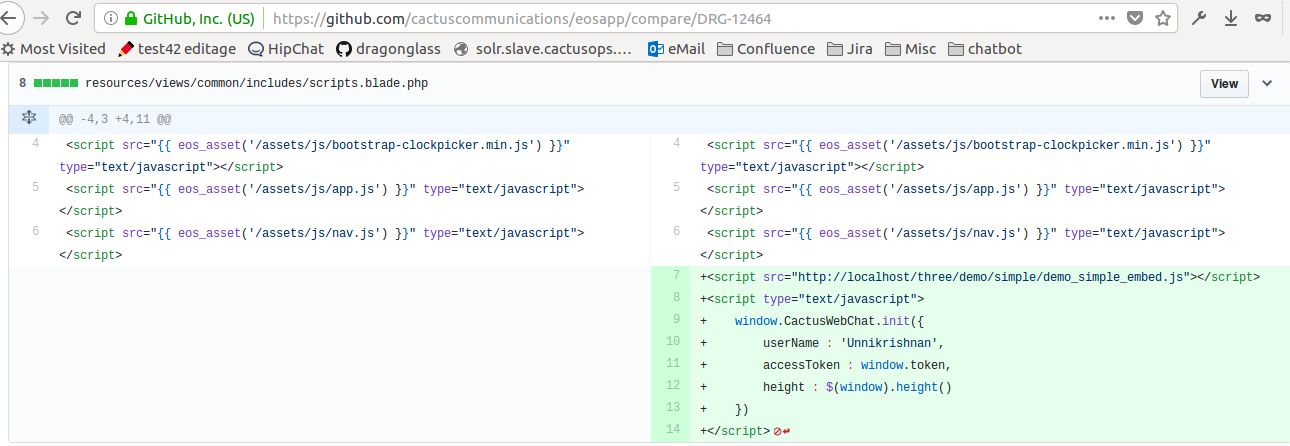 GitHub, Inc. (US) https://github.com/cactuscommunications/eosapp/compare/DRG-12464
Most Visited test42 editage HipChat dragonglass solr.slave.cactusops.... eMail Confluence Jira Misc chatbot
8 resources/views/common/includes/scripts.blade.php View
@@ -4,3 +4,11 @@
4 <script src="{{ eos_asset('/assets/js/bootstrap-clockpicker.min.js') }}"
type="text/javascript"></script>
5 <script src="{{ eos_asset('/assets/js/app.js') }}" type="text/javascript">
</script>
6 <script src="{{ eos_asset('/assets/js/nav.js') }}" type="text/javascript">
</script>
4 <script src="{{ eos_asset('/assets/js/bootstrap-clockpicker.min.js') }}"
type="text/javascript"></script>
5 <script src="{{ eos_asset('/assets/js/app.js') }}" type="text/javascript">
</script>
6 <script src="{{ eos_asset('/assets/js/nav.js') }}" type="text/javascript">
</script>
7 +<script src="http://localhost/three/demo/simple/demo_simple_embed.js"></script>
8 +<script type="text/javascript">
9 +    window.CactusWebChat.init({
10 +        userName : 'Unnikrishnan',
11 +        accessToken : window.token,
12 +        height : $(window).height()
13 +    })
14 +</script>